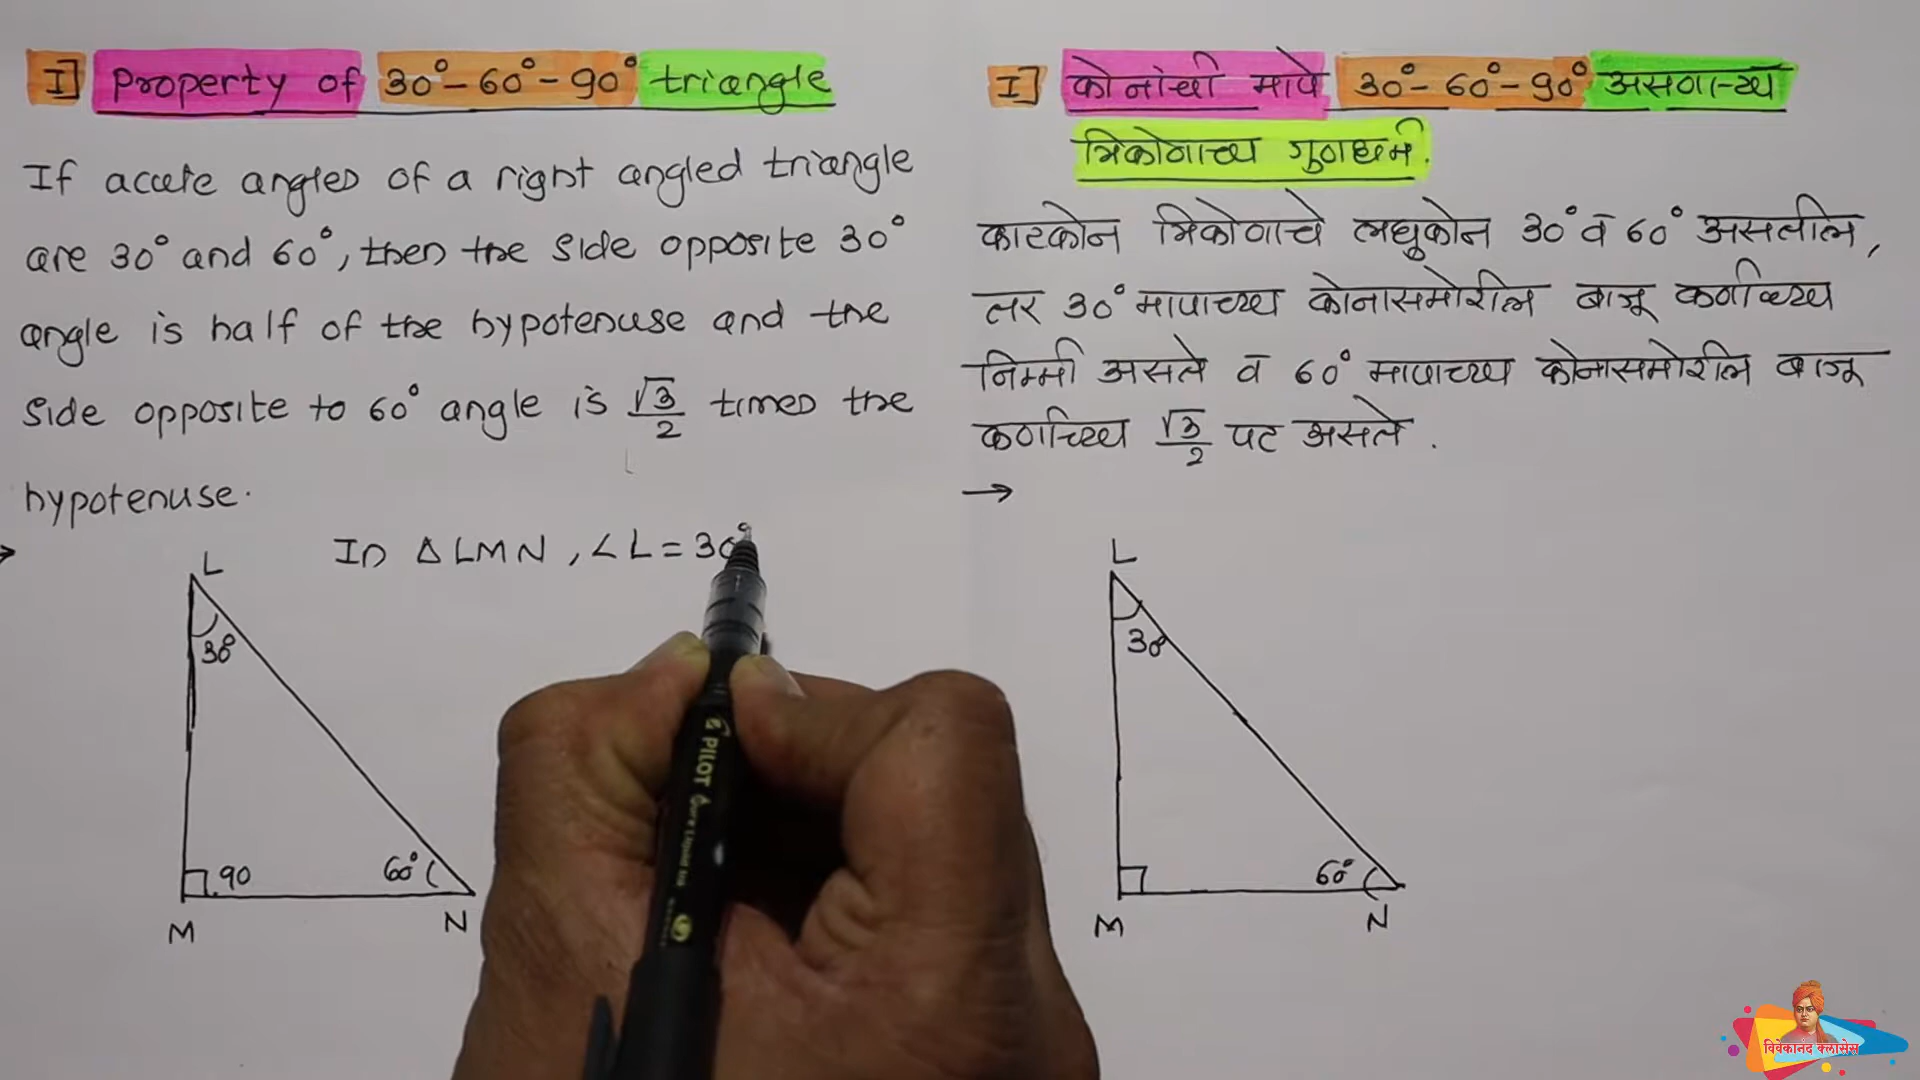 I] Property of 30°-60°-90° triangle
If acute angles of a right angled triangle
are 30° and 60°, then the side opposite 30°
angle is half of the hypotenuse and the
side opposite to 60° angle is √3/2 times the
hypotenuse.
→
In △LMN, ∠L=30°
L
30°
90
60°
M
N
I] कोनांची मापे 30°-60°-90° असणाऱ्या
त्रिकोणाचा गुणधर्म.
काटकोन त्रिकोणाचे लघुकोन 30° व 60° असतील,
तर 30° मापाच्या कोनासमोरील बाजू कर्णाच्या
निम्मी असते व 60° मापाच्या कोनासमोरील बाजू
कर्णाच्या √3/2 पट असते.
→
L
30°
60°
M
N
PILOT
विवेकानंद क्लासेस